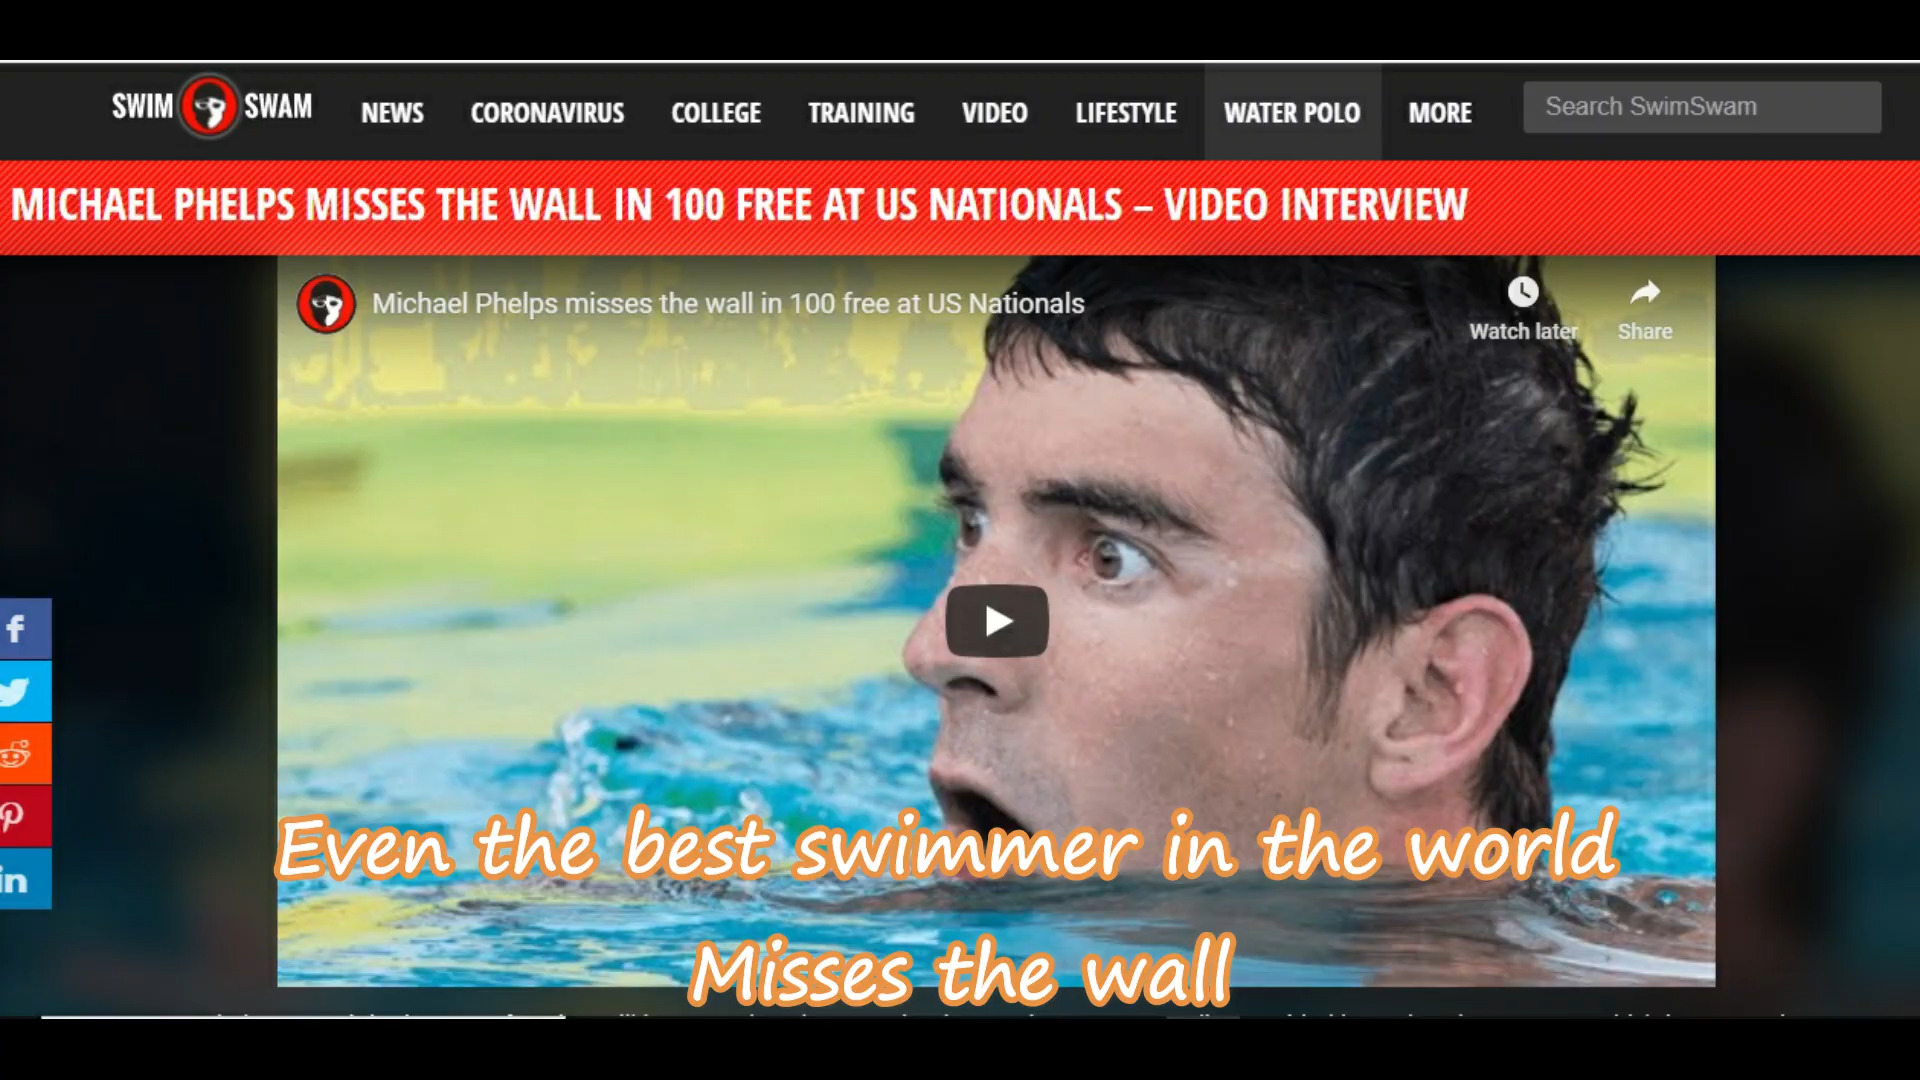 SWIM SWAM NEWS CORONAVIRUS COLLEGE TRAINING VIDEO LIFESTYLE WATER POLO MORE Search SwimSwam
MICHAEL PHELPS MISSES THE WALL IN 100 FREE AT US NATIONALS – VIDEO INTERVIEW
Michael Phelps misses the wall in 100 free at US Nationals
Watch later Share
f
in
Even the best swimmer in the world
Misses the wall